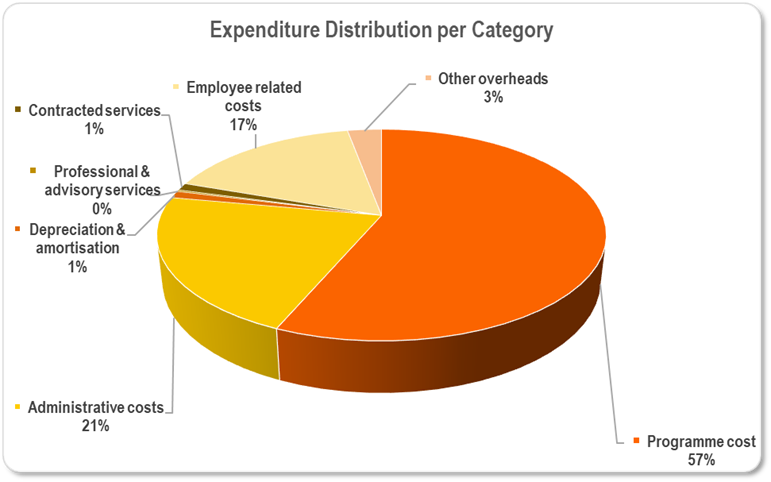 Expenditure Distribution per Category
Employee related
costs
17%
Other overheads
3%
Contracted services
1%
Professional &
advisory services
0%
Depreciation &
amortisation
1%
Administrative costs
21%
Programme cost
57%